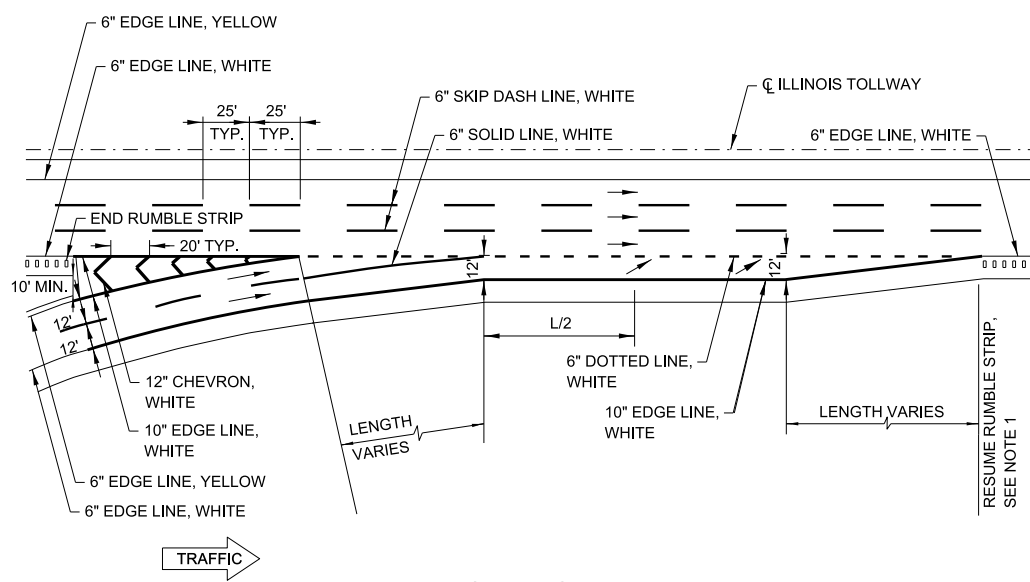 6" EDGE LINE, YELLOW
6" EDGE LINE, WHITE
25'
TYP.
25'
TYP.
6" SKIP DASH LINE, WHITE
6" SOLID LINE, WHITE
℄ ILLINOIS TOLLWAY
6" EDGE LINE, WHITE
END RUMBLE STRIP
20' TYP.
10' MIN.
12'
12'
12'
12'
L/2
12" CHEVRON,
WHITE
10" EDGE LINE,
WHITE
6" EDGE LINE, YELLOW
6" EDGE LINE, WHITE
LENGTH
VARIES
6" DOTTED LINE,
WHITE
10" EDGE LINE,
WHITE
LENGTH VARIES
RESUME RUMBLE STRIP,
SEE NOTE 1
TRAFFIC